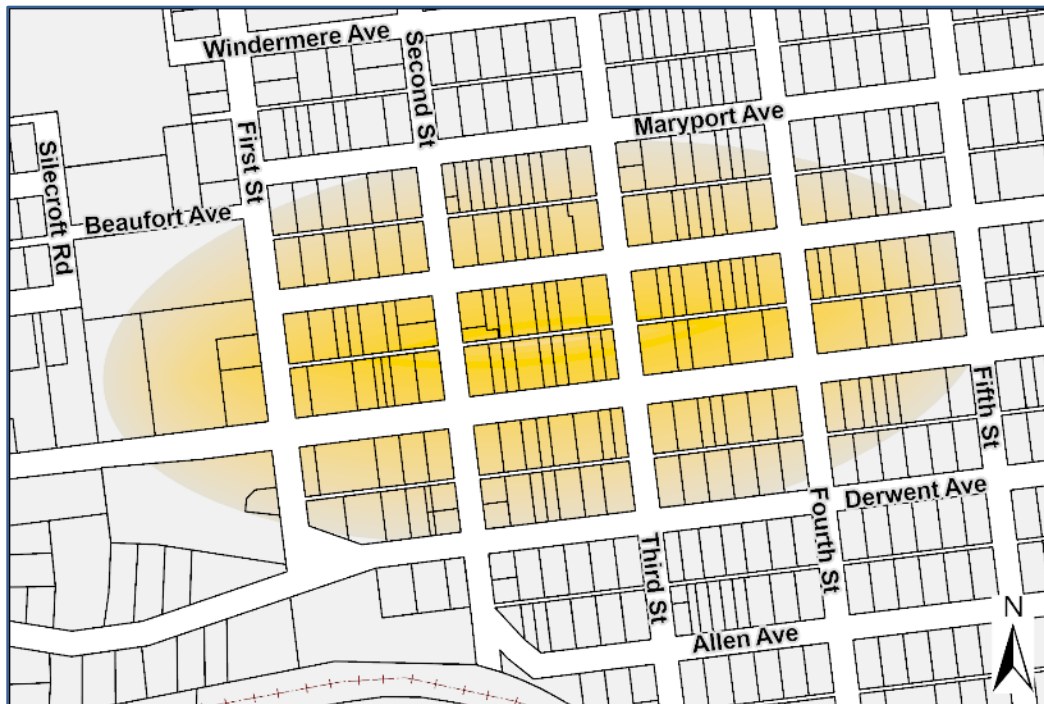 Windermere Ave
Second St
Maryport Ave
First St
Silecroft Rd
Beaufort Ave
Fifth St
Derwent Ave
Fourth St
Third St
Allen Ave
N